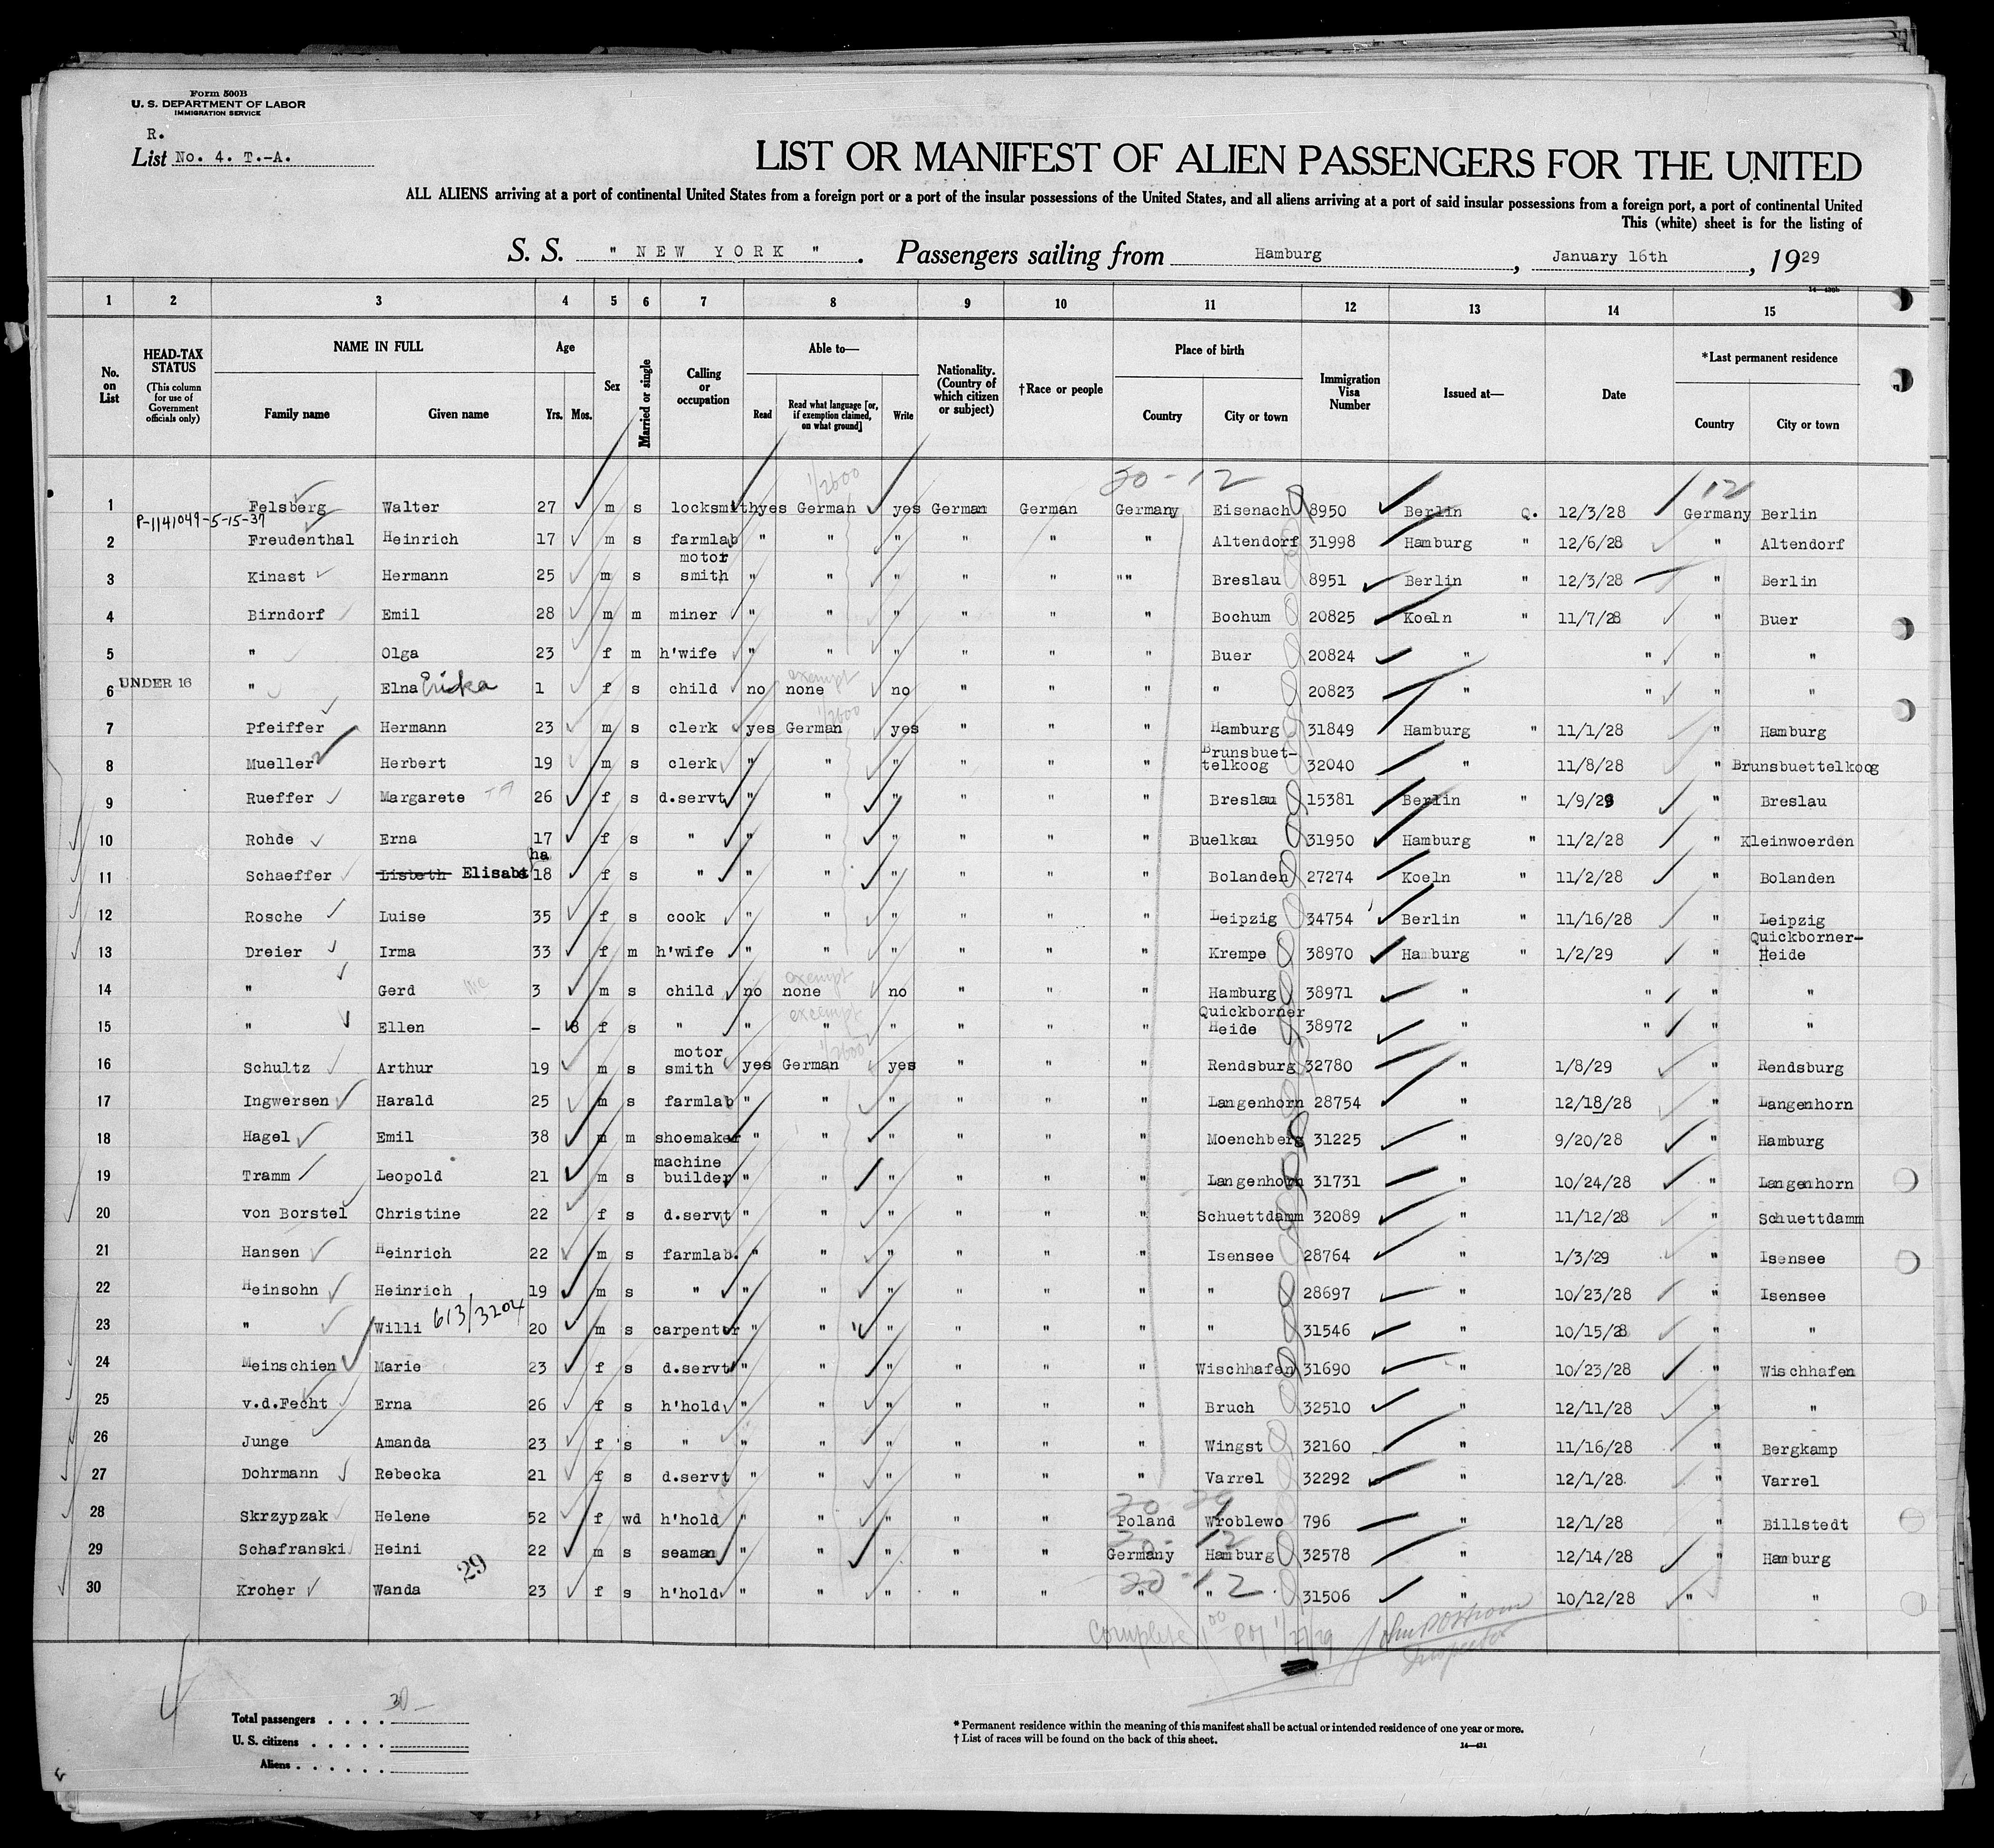 Form 500B
U. S. DEPARTMENT OF LABOR
IMMIGRATION SERVICE
R.
List No. 4. T.-A.
LIST OR MANIFEST OF ALIEN PASSENGERS FOR THE UNITED
ALL ALIENS arriving at a port of continental United States from a foreign port or a port of the insular possessions of the United States, and all aliens arriving at a port of said insular possessions from a foreign port, a port of continental United
This (white) sheet is for the listing of
S. S. " NEW YORK ". Passengers sailing from Hamburg, January 16th, 1929
1 2 3 4 5 6 7 8 9 10 11 12 13 14 15
No. on List
HEAD-TAX STATUS (This column for use of Government officials only)
NAME IN FULL Family name Given name
Age Yrs. Mos.
Sex
Married or single
Calling or occupation
Able to— Read Read what language [or, if exemption claimed, on what ground] Write
Nationality. (Country of which citizen or subject)
†Race or people
Place of birth Country City or town
Immigration Visa Number
Issued at—
Date
*Last permanent residence Country City or town
1/2600 20-12 12
1 Felsberg Walter 27 m s locksmith yes German yes German German Germany Eisenach 8950 Berlin Q. 12/3/28 Germany Berlin
P-1141049-5-15-37
2 Freudenthal Heinrich 17 m s farmlab " " " " " " Altendorf 31998 Hamburg " 12/6/28 " Altendorf
3 Kinast Hermann 25 m s motor smith " " " " " "" Breslau 8951 Berlin " 12/3/28 " Berlin
4 Birndorf Emil 28 m m miner " " " " " " Bochum 20825 Koeln " 11/7/28 " Buer
5 " Olga 23 f m h'wife " " " " " " Buer 20824 " " " "
UNDER 16
6 " Elna Ericka 1 f s child no none exempt no " " " " 20823 " " " "
1/2600
7 Pfeiffer Hermann 23 m s clerk yes German yes " " " Hamburg 31849 Hamburg " 11/1/28 " Hamburg
8 Mueller Herbert 19 m s clerk " " " " " " Brunsbuet-telkoog 32040 " 11/8/28 " Brunsbuettelkoog
9 Rueffer Margarete 26 f s d.servt " " " " " " Breslau 15381 Berlin " 1/9/29 " Breslau
10 Rohde Erna 17 f s " " " " " " " Buelkau 31950 Hamburg " 11/2/28 " Kleinwoerden
11 Schaeffer Lisbeth Elisabetha 18 f s " " " " " " " Bolanden 27274 Koeln " 11/2/28 " Bolanden
12 Rosche Luise 35 f s cook " " " " " " Leipzig 34754 Berlin " 11/16/28 " Leipzig
13 Dreier Irma 33 f m h'wife " " " " " " Krempe 38970 Hamburg " 1/2/29 " Quickborner-Heide
14 " Gerd 3 m s child no none exempt no " " " Hamburg 38971 " " " "
15 " Ellen - 8 f s " " " exempt " " " " Quickborner Heide 38972 " " " "
1/2600
16 Schultz Arthur 19 m s motor smith yes German yes " " " Rendsburg 32780 " 1/8/29 " Rendsburg
17 Ingwersen Harald 25 m s farmlab " " " " " " Langenhorn 28754 " 12/18/28 " Langenhorn
18 Hagel Emil 38 m m shoemaker " " " " " " Moenchberg 31225 " 9/20/28 " Hamburg
19 Tramm Leopold 21 m s machine builder " " " " " " Langenhorn 31731 " 10/24/28 " Langenhorn
20 von Borstel Christine 22 f s d.servt " " " " " " Schuettdamm 32089 " 11/12/28 " Schuettdamm
21 Hansen Heinrich 22 m s farmlab. " " " " " " Isensee 28764 " 1/3/29 " Isensee
22 Heinsohn Heinrich 19 m s " " " " " " " " 28697 " 10/23/28 " Isensee
23 " Willi 613/3204 20 m s carpenter " " " " " " " 31546 " 10/15/28 " "
24 Meinschien Marie 23 f s d.servt " " " " " " Wischhafen 31690 " 10/23/28 " Wischhafen
25 v.d.Fecht Erna 26 f s h'hold " " " " " " Bruch 32510 " 12/11/28 " "
26 Junge Amanda 23 f s " " " " " " " Wingst 32160 " 11/16/28 " Bergkamp
27 Dohrmann Rebecka 21 f s d.servt " " " " " " Varrel 32292 " 12/1/28 " Varrel
28 Skrzypzak Helene 52 f wd h'hold " " " " " Poland Wroblewo 796 " 12/1/28 " Billstedt
29 Schafranski Heini 22 m s seaman " " " " " Germany Hamburg 32578 " 12/14/28 " Hamburg
29
20-12
30 Kroher Wanda 23 f s h'hold " " " " " " " 31506 " 10/12/28 " "
Complete
Inspector
4
Total passengers . . . . 30
U. S. citizens . . . . .
Aliens . . . . . .
* Permanent residence within the meaning of this manifest shall be actual or intended residence of one year or more.
† List of races will be found on the back of this sheet.
14—431